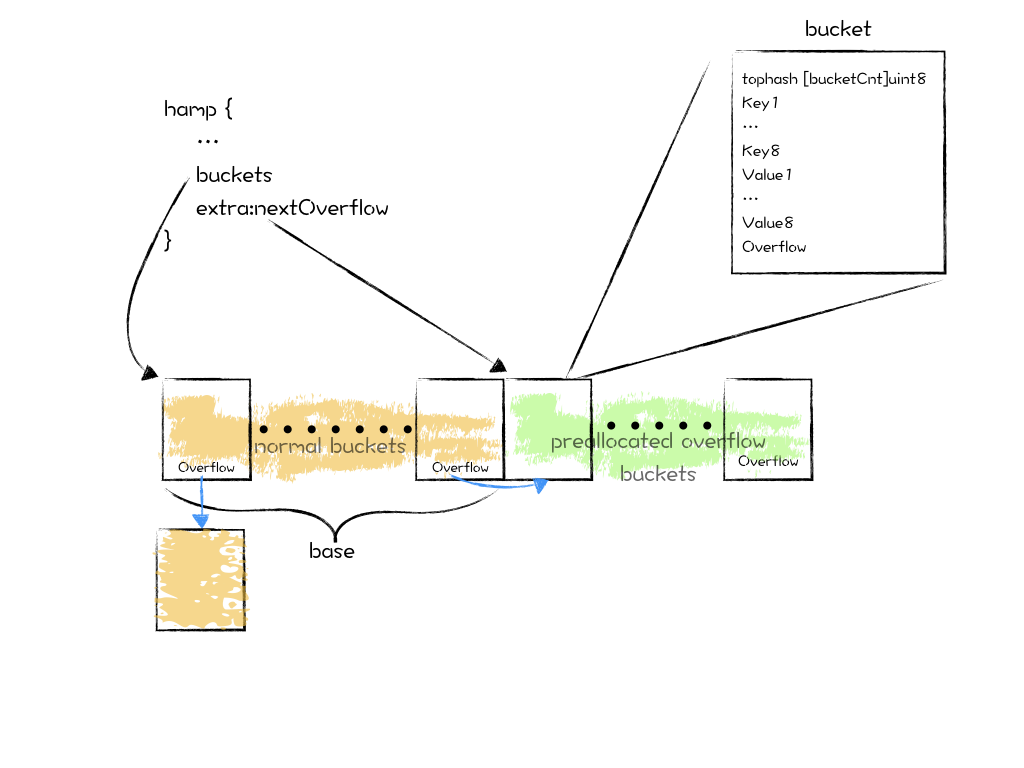 bucket
tophash [bucketCnt]uint8
Key1
...
Key8
Value1
...
Value8
Overflow
hamp {
...
buckets
extra:nextOverflow
}
normal buckets
preallocated overflow
buckets
Overflow
Overflow
Overflow
base